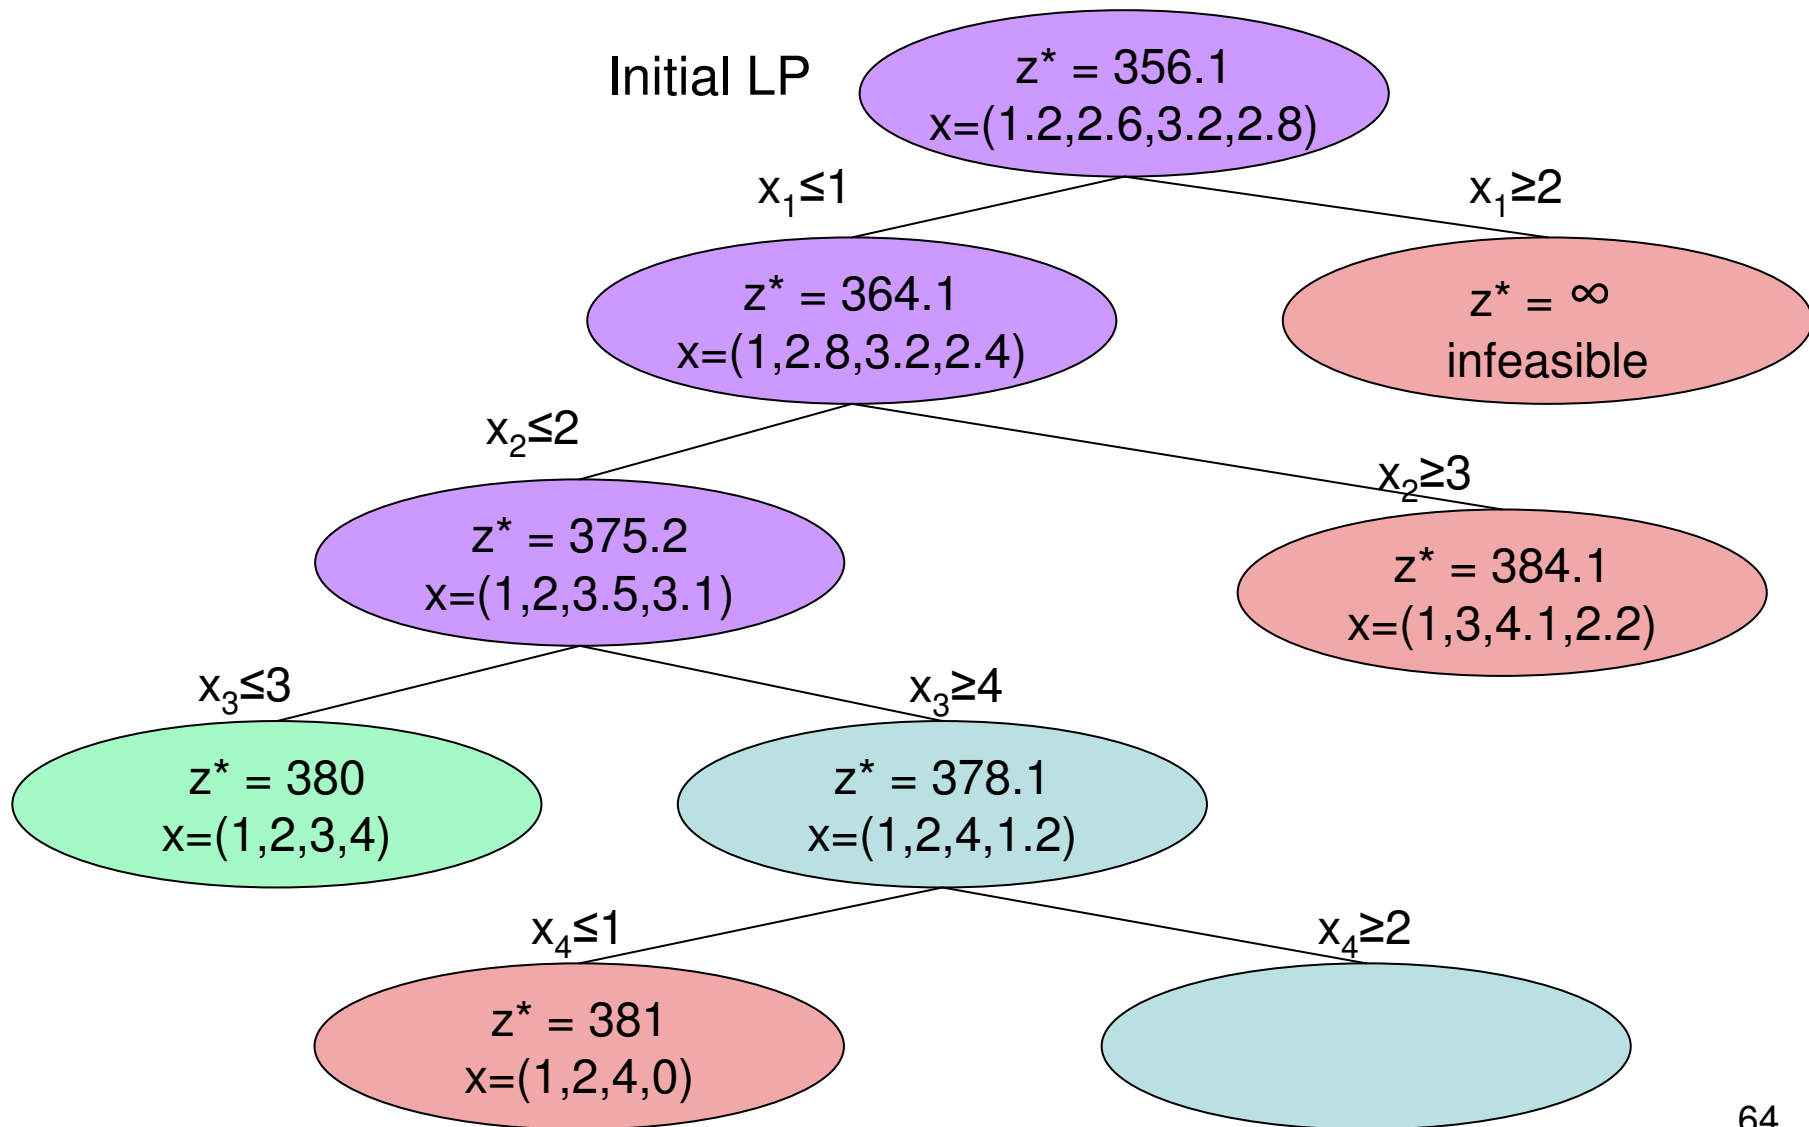 Initial LP
z* = 356.1
x=(1.2,2.6,3.2,2.8)
x₁≤1
x₁≥2
z* = 364.1
x=(1,2.8,3.2,2.4)
z* = ∞
infeasible
x₂≤2
x₂≥3
z* = 375.2
x=(1,2,3.5,3.1)
z* = 384.1
x=(1,3,4.1,2.2)
x₃≤3
x₃≥4
z* = 380
x=(1,2,3,4)
z* = 378.1
x=(1,2,4,1.2)
x₄≤1
x₄≥2
z* = 381
x=(1,2,4,0)
64